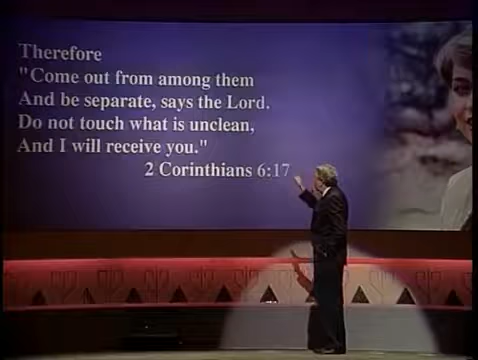 Therefore
"Come out from among them
And be separate, says the Lord.
Do not touch what is unclean,
And I will receive you."
2 Corinthians 6:17